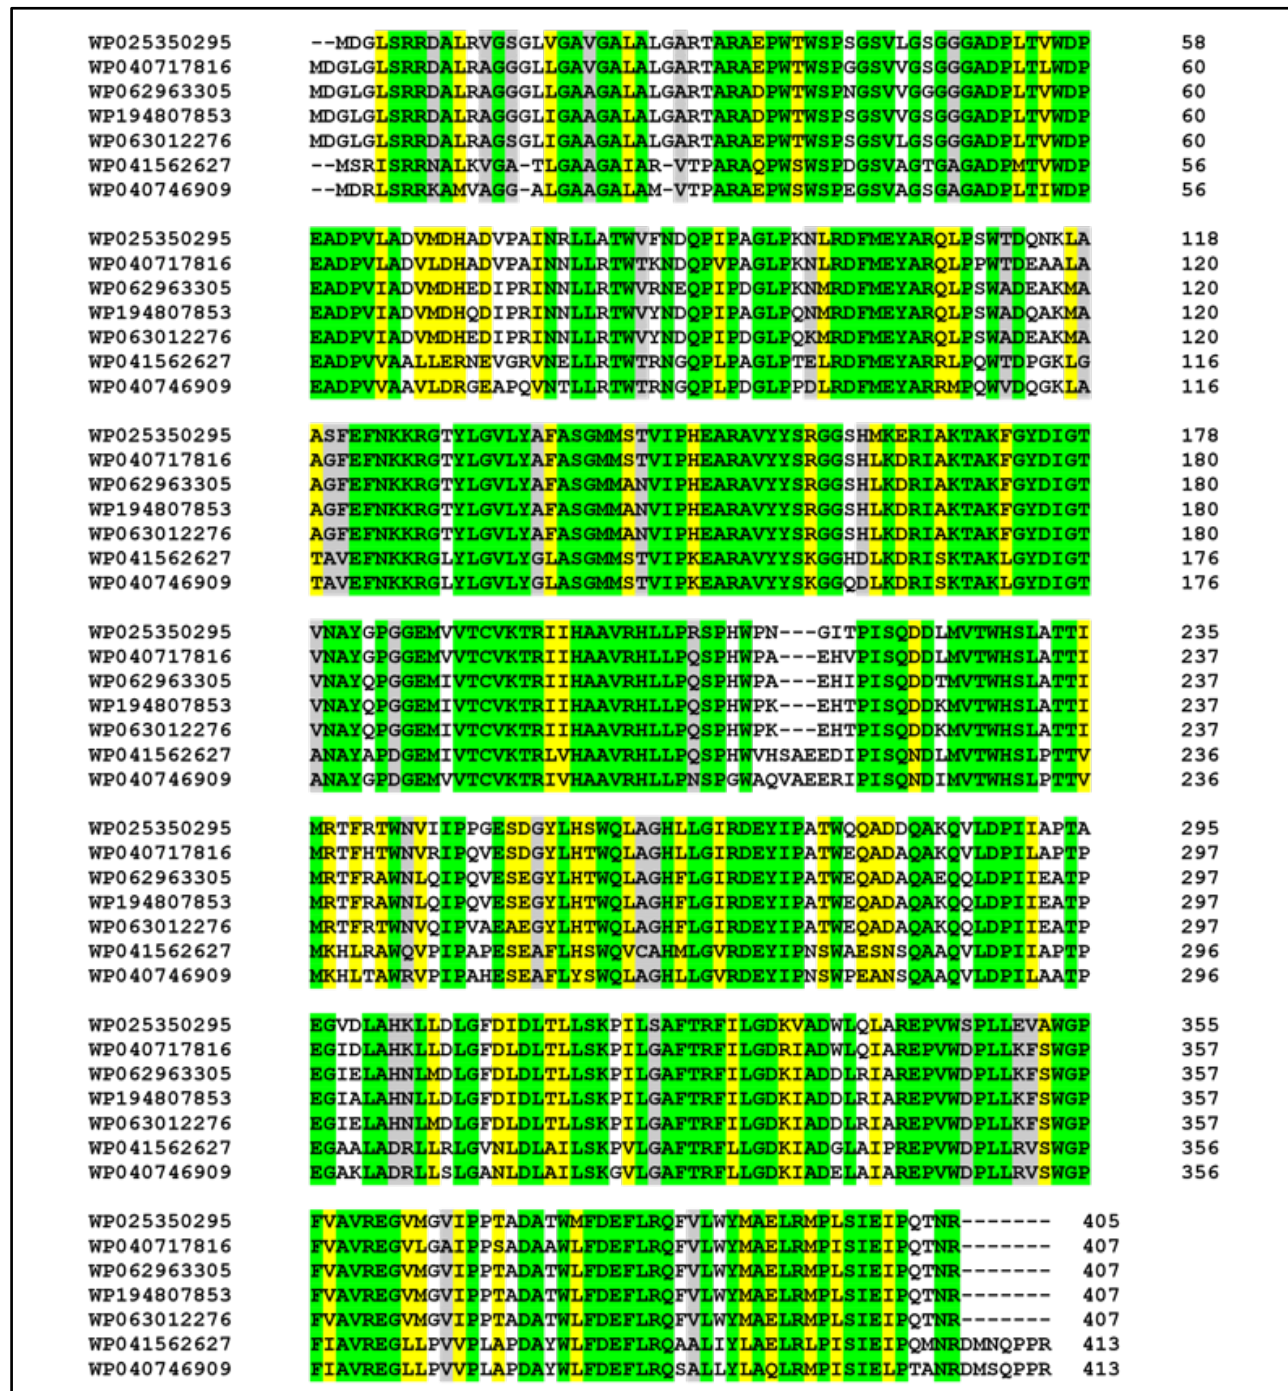 WP025350295 --MDGLSRRDALRVGSGLVGAVGALALGARTARAEPWTWSPSGSVLGSGGGADPLTVWDP 58
WP040717816 MDGLGLSRRDALRAGGGLLGAVGALALGARTARAEPWTWSPGGSVVGSGGGADPLTLWDP 60
WP062963305 MDGLGLSRRDALRAGGGLLGAAGALALGARTARADPWTWSPNGSVVGGGGGADPLTVWDP 60
WP194807853 MDGLGLSRRDALRAGGGLIGAAGALALGARTARADPWTWSPSGSVVGSGGGADPLTVWDP 60
WP063012276 MDGLGLSRRDALRAGSGLIGAVGALALGARTARAEPWTWSPSGSVLGSGGGADPLTVWDP 60
WP041562627 --MSRISRRNALKVGA-TLGAAGAIAR-VTPARAQPWSWSPDGSVAGTGAGADPMTVWDP 56
WP040746909 --MDRLSRRKAMVAGG-ALGAAGALAM-VTPARAEPWSWSPEGSVAGSGAGADPLTIWDP 56
WP025350295 EADPVLADVMDHADVPAINRLLATWVFNDQPIPAGLPKNLRDFMEYARQLPSWTDQNKLA 118
WP040717816 EADPVLADVLDHADVPAINNLLRTWTKNDQPVPAGLPKNLRDFMEYARQLPPWTDEAALA 120
WP062963305 EADPVIADVMDHEDIPRINNLLRTWVRNEQPIPDGLPKNMRDFMEYARQLPSWADEAKMA 120
WP194807853 EADPVLADVMDHQDIPRINNLLRTWVYNDQPIPAGLPQNMRDFMEYARQLPSWADQAKMA 120
WP063012276 EADPVIADVMDHEDIPRINNLLRTWVYNDQPIPDGLPQKMRDFMEYARQLPSWADEAKMA 120
WP041562627 EADPVVAALLERNEVGRVNELLRTWTRNGQPLPAGLPTELRDFMEYARRLPQWTDPGKLG 116
WP040746909 EADPVVAAVLDRGEAPQVNTLLRTWTRNGQPLPDGLPPDLRDFMEYARRMPQWVDQGKLA 116
WP025350295 ASFEFNKKRGTYLGVLYAFASGMMSTVIPHEARAVYYSRGGSHMKERIAKTAKFGYDIGT 178
WP040717816 AGFEFNKKRGTYLGVLYAFASGMMSTVIPHEARAVYYSRGGSHLKDRIAKTAKFGYDIGT 180
WP062963305 AGFEFNKKRGTYLGVLYAFASGMMANVIPHEARAVYYSRGGSHLKDRIAKTAKFGYDIGT 180
WP194807853 AGFEFNKKRGTYLGVLYAFASGMMANVIPHEARAVYYSRGGSHLKDRIAKTAKFGYDIGT 180
WP063012276 AGFEFNKKRGTYLGVLYAFASGMMANVIPHEARAVYYSRGGSHLKDRIAKTAKFGYDIGT 180
WP041562627 TAVEFNKKRGLYLGVLYGLASGMMSTVIPKEARAVYYSKGGHDLKDRISKTAKLGYDIGT 176
WP040746909 TAVEFNKKRGLYLGVLYGLASGMMSTVIPKEARAVYYSKGGQDLKDRISKTAKLGYDIGT 176
WP025350295 VNAYGPGGEMVVTCVKTRIIHAAVRHLLPRSPHWPN---GITPISQDDLMVTWHSLATTI 235
WP040717816 VNAYGPGGEMVVTCVKTRIIHAAVRHLLPQSPHWPA---EHVPISQDDLMVTWHSLATTI 237
WP062963305 VNAYQPGGEMIVTCVKTRIIHAAVRHLLPQSPHWPA---EHIPISQDDTMVTWHSLATTI 237
WP194807853 VNAYQPGGEMIVTCVKTRIIHAAVRHLLPQSPHWPK---EHTPISQDDKMVTWHSLATTI 237
WP063012276 VNAYQPGGEMIVTCVKTRIIHAAVRHLLPQSPHWPK---EHTPISQDDKMVTWHSLATTI 237
WP041562627 ANAYAPDGEMIVTCVKTRLVHAAVRHLLPQSPHWVHSAEEDIPISQNDLMVTWHSLPTTV 236
WP040746909 ANAYGPDGEMVVTCVKTRIVHAAVRHLLPNSPGWAQVAEERIPISQNDIMVTWHSLPTTV 236
WP025350295 MRTFRTWNVIIPPGESDGYLHSWQLAGHLLGIRDEYIPATWQQADDQAKQVLDPIIAPTA 295
WP040717816 MRTFHTWNVRIPQVESDGYLHTWQLAGHLLGIRDEYIPATWEQADAQAKQVLDPILAPTP 297
WP062963305 MRTFRAWNLQIPQVESEGYLHTWQLAGHFLGIRDEYIPATWEQADAQAEQQLDPIIEATP 297
WP194807853 MRTFRAWNLQIPQVESEGYLHTWQLAGHFLGIRDEYIPATWEQADAQAKQQLDPIIEATP 297
WP063012276 MRTFRTWNVQIPVAEAEGYLHTWQLAGHFLGIRDEYIPATWEQADAQAKQVLDPIIEATP 297
WP041562627 MKHLRAWQVPIPAPESEAFLHSWQVCAHMLGVRDEYIPNSWAESNSQAAQVLDPILAPTP 296
WP040746909 MKHLTAWRVPIPAHESEAFLYSWQLAGHLLGVRDEYIPNSWPEANSQAAQVLDPILAATP 296
WP025350295 EGVDLAHKLLDLGFDIDLTLLSKPILSAFTRFILGDKVADWLQLAREPVWSPLLEVAWGP 355
WP040717816 EGIDLAHKLLDLGFDLDLTLLSKPILGAFTRFILGDRIADWLQIAREPVWDPLLKFSWGP 357
WP062963305 EGIELAHNLMDLGFDLDLTLLSKPILGAFTRFILGDKIADDLRIAREPVWDPLLKFSWGP 357
WP194807853 EGIALAHNLLDLGFDIDLTLLSKPILGAFTRFILGDKIADDLRIAREPVWDPLLKFSWGP 357
WP063012276 EGIELAHNLMDLGFDLDLTLLSKPILGAFTRFILGDKIADDLRIAREPVWDPLLKFSWGP 357
WP041562627 EGAALADRLLRLGVNLDLAILSKPVLGAFTRFLLGDKIADGLAIPREPVWDPLLRVSWGP 356
WP040746909 EGAKLADRLLSLGANLDLAILSKGVLGAFTRFLLGDKIADELAIAREPVWDPLLRVSWGP 356
WP025350295 FVAVREGVMGVIPPTADATWMFDEFLRQFVLWYMAELRMPLSIEIPQTNR------- 405
WP040717816 FVAVREGVLGAIPPSADAAWLFDEFLRQFVLWYMAELRMPISIEIPQTNR------- 407
WP062963305 FVAVREGVMGVIPPTADATWLFDEFLRQFVLWYMAELRMPLSIEIPQTNR------- 407
WP194807853 FVAVREGVMGVIPPTADATWLFDEFLRQFVLWYMAELRMPLSIEIPQTNR------- 407
WP063012276 FVAVREGVMGVIPPTADATWLFDEFLRQFVLWYMAELRMPLSIEIPQTNR------- 407
WP041562627 FIAVREGLLPVVPLAPDAYWLFDEFLRQAALIYLAELRLPISIEIPQMNRDMNQPPR 413
WP040746909 FIAVREGLLPVVPLAPDAYWLFDEFLRQSALLYLAQLRMPISIELPTANRDMSQPPR 413